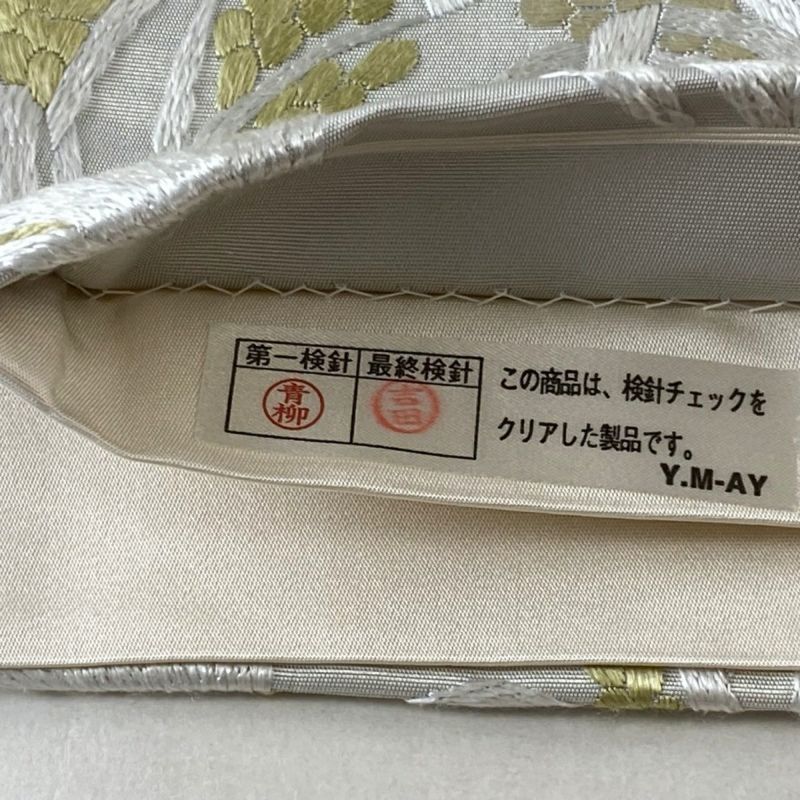 第一検針 最終検針
青柳 吉田
この商品は、検針チェックを
クリアした製品です。
Y.M-AY